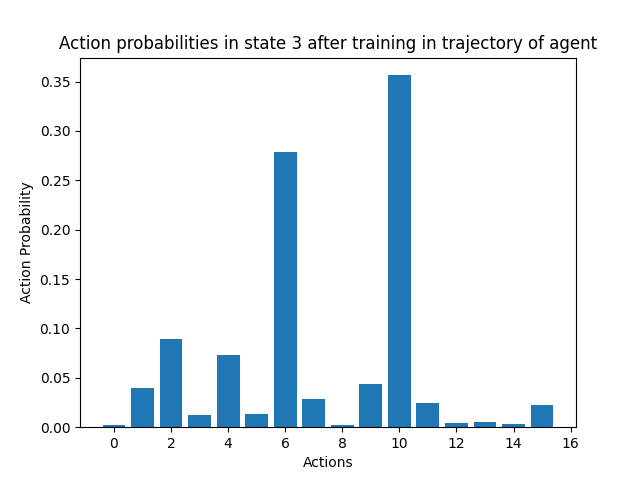 Action probabilities in state 3 after training in trajectory of agent
0.35
0.30
0.25
0.20
0.15
0.10
0.05
0.00
Action Probability
0 2 4 6 8 10 12 14 16
Actions